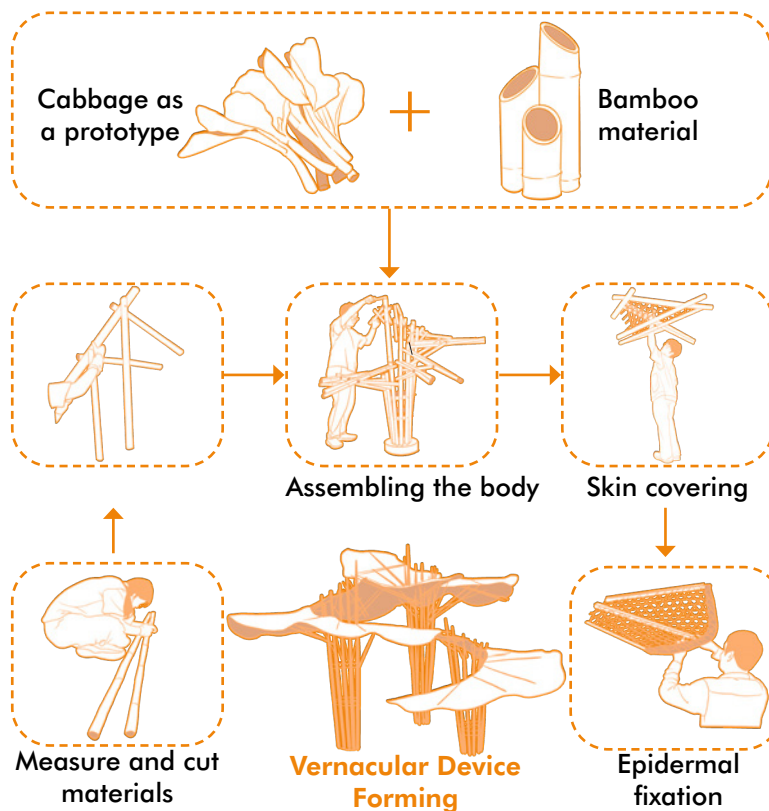 Cabbage as
a prototype
Bamboo
material
Assembling the body
Skin covering
Measure and cut
materials
Vernacular Device
Forming
Epidermal
fixation